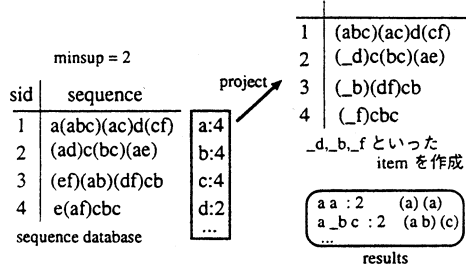 minsup = 2
sid sequence
1 a(abc)(ac)d(cf)
2 (ad)c(bc)(ae)
3 (ef)(ab)(df)cb
4 e(af)cbc
sequence database
a:4
b:4
c:4
d:2
...
project
1 (abc)(ac)d(cf)
2 (_d)c(bc)(ae)
3 (_b)(df)cb
4 (_f)cbc
_d,_b,_f といった
item を作成
a a : 2 (a) (a)
a _b c : 2 (a b) (c)
...
results